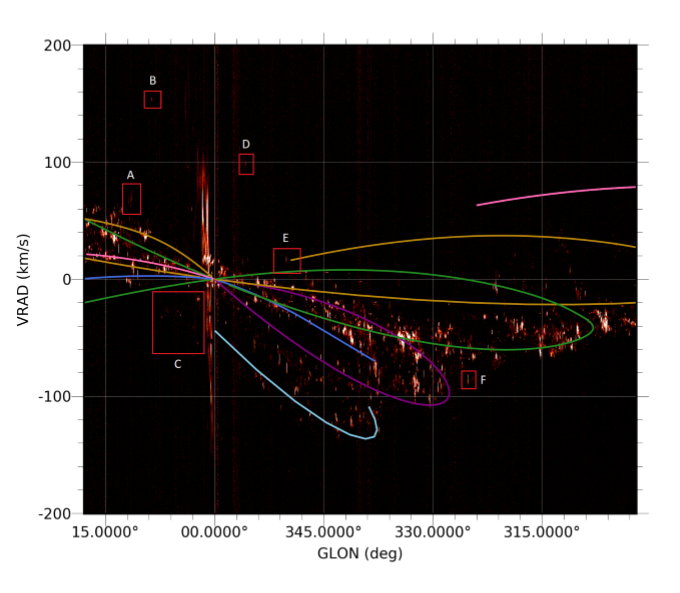 200
B
D
100
A
E
VRAD (km/s)
0
C
F
-100
-200
15.0000°
00.0000°
345.0000°
330.0000°
315.0000°
GLON (deg)